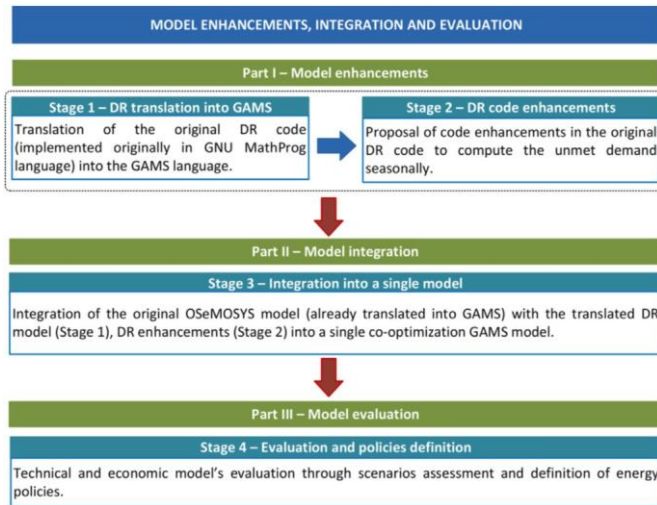 MODEL ENHANCEMENTS, INTEGRATION AND EVALUATION
Part I – Model enhancements
Stage 1 – DR translation into GAMS
Translation of the original DR code
(implemented originally in GNU MathProg
language) into the GAMS language.
Stage 2 – DR code enhancements
Proposal of code enhancements in the original
DR code to compute the unmet demand
seasonally.
Part II – Model integration
Stage 3 – Integration into a single model
Integration of the original OSeMOSYS model (already translated into GAMS) with the translated DR
model (Stage 1), DR enhancements (Stage 2) into a single co-optimization GAMS model.
Part III – Model evaluation
Stage 4 – Evaluation and policies definition
Technical and economic model's evaluation through scenarios assessment and definition of energy
policies.